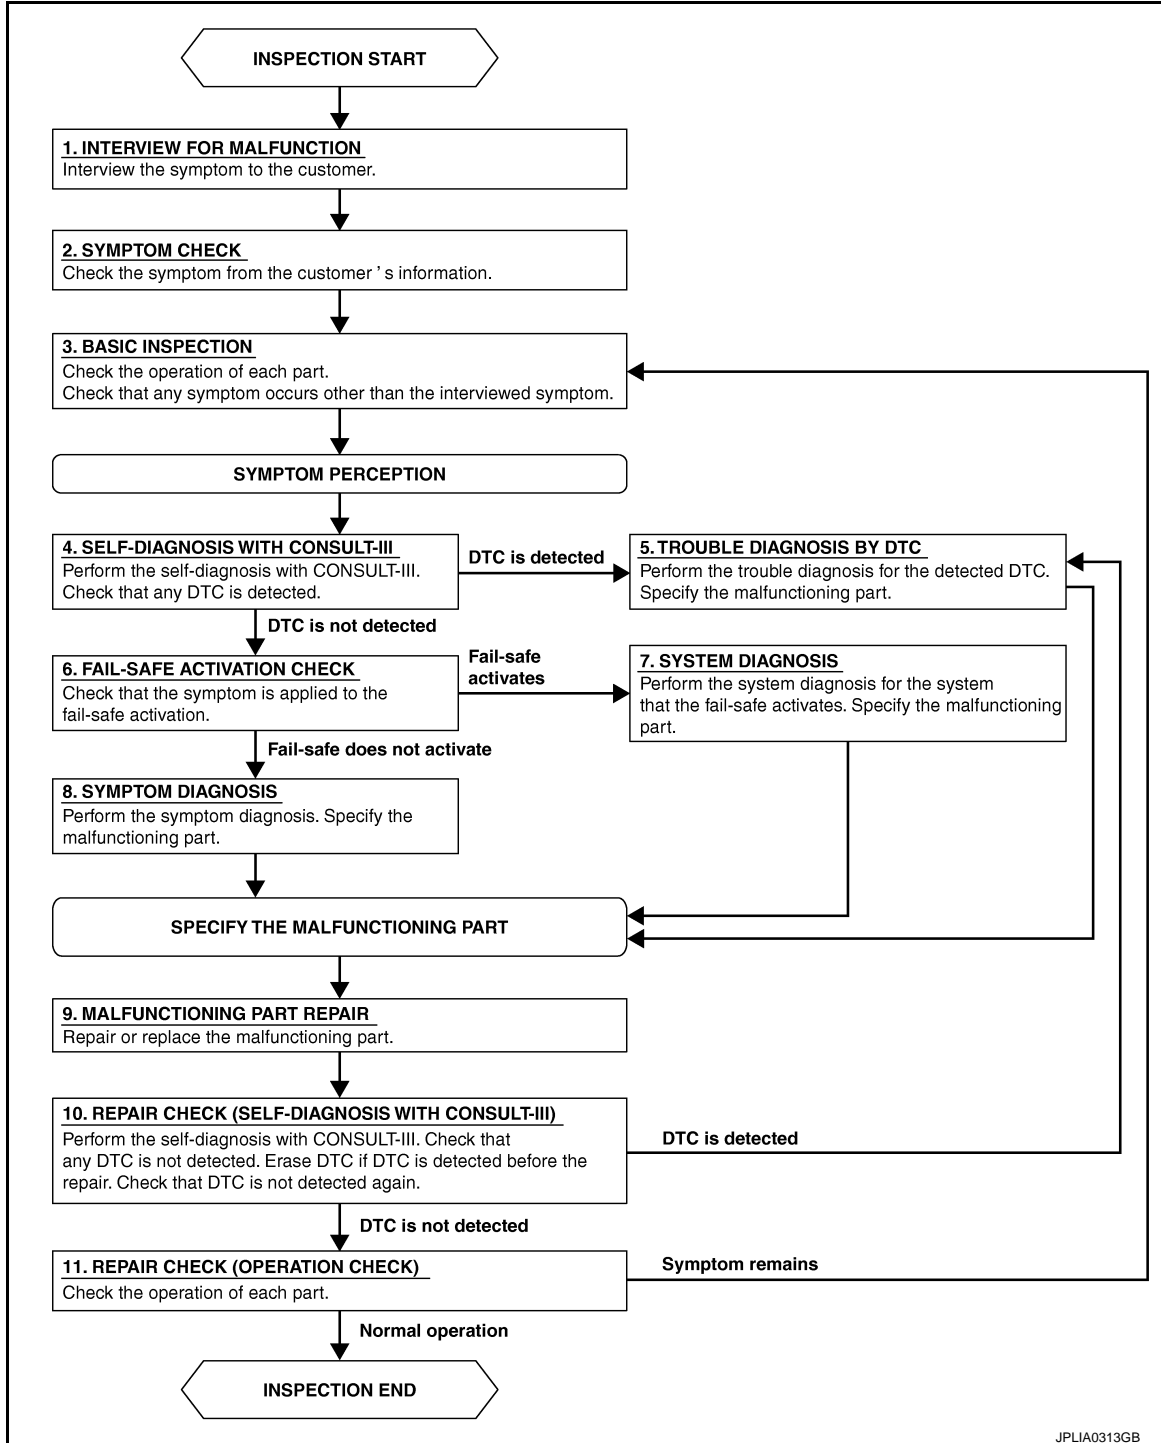 INSPECTION START
1. INTERVIEW FOR MALFUNCTION
Interview the symptom to the customer.
2. SYMPTOM CHECK
Check the symptom from the customer ’ s information.
3. BASIC INSPECTION
Check the operation of each part.
Check that any symptom occurs other than the interviewed symptom.
SYMPTOM PERCEPTION
4. SELF-DIAGNOSIS WITH CONSULT-III
Perform the self-diagnosis with CONSULT-III.
Check that any DTC is detected.
DTC is detected
5. TROUBLE DIAGNOSIS BY DTC
Perform the trouble diagnosis for the detected DTC.
Specify the malfunctioning part.
DTC is not detected
6. FAIL-SAFE ACTIVATION CHECK
Check that the symptom is applied to the
fail-safe activation.
Fail-safe
activates
7. SYSTEM DIAGNOSIS
Perform the system diagnosis for the system
that the fail-safe activates. Specify the malfunctioning
part.
Fail-safe does not activate
8. SYMPTOM DIAGNOSIS
Perform the symptom diagnosis. Specify the
malfunctioning part.
SPECIFY THE MALFUNCTIONING PART
9. MALFUNCTIONING PART REPAIR
Repair or replace the malfunctioning part.
10. REPAIR CHECK (SELF-DIAGNOSIS WITH CONSULT-III)
Perform the self-diagnosis with CONSULT-III. Check that
any DTC is not detected. Erase DTC if DTC is detected before the
repair. Check that DTC is not detected again.
DTC is detected
DTC is not detected
11. REPAIR CHECK (OPERATION CHECK)
Check the operation of each part.
Symptom remains
Normal operation
INSPECTION END
JPLIA0313GB